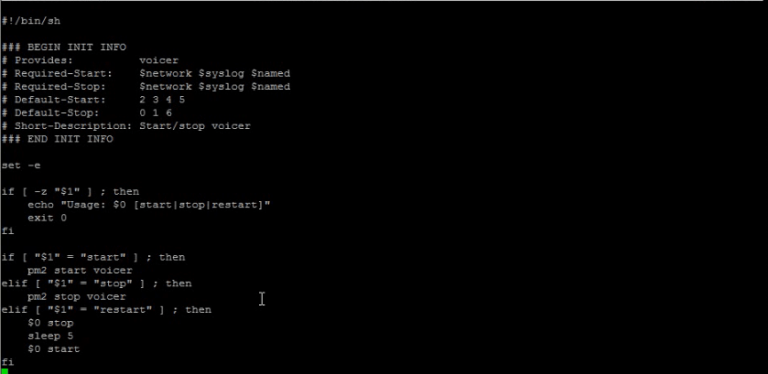 #!/bin/sh
### BEGIN INIT INFO
# Provides: voicer
# Required-Start: $network $syslog $named
# Required-Stop: $network $syslog $named
# Default-Start: 2 3 4 5
# Default-Stop: 0 1 6
# Short-Description: Start/stop voicer
### END INIT INFO
set -e
if [ -z "$1" ] ; then
echo "Usage: $0 [start|stop|restart]"
exit 0
fi
if [ "$1" = "start" ] ; then
pm2 start voicer
elif [ "$1" = "stop" ] ; then
pm2 stop voicer
elif [ "$1" = "restart" ] ; then
$0 stop
sleep 5
$0 start
fi